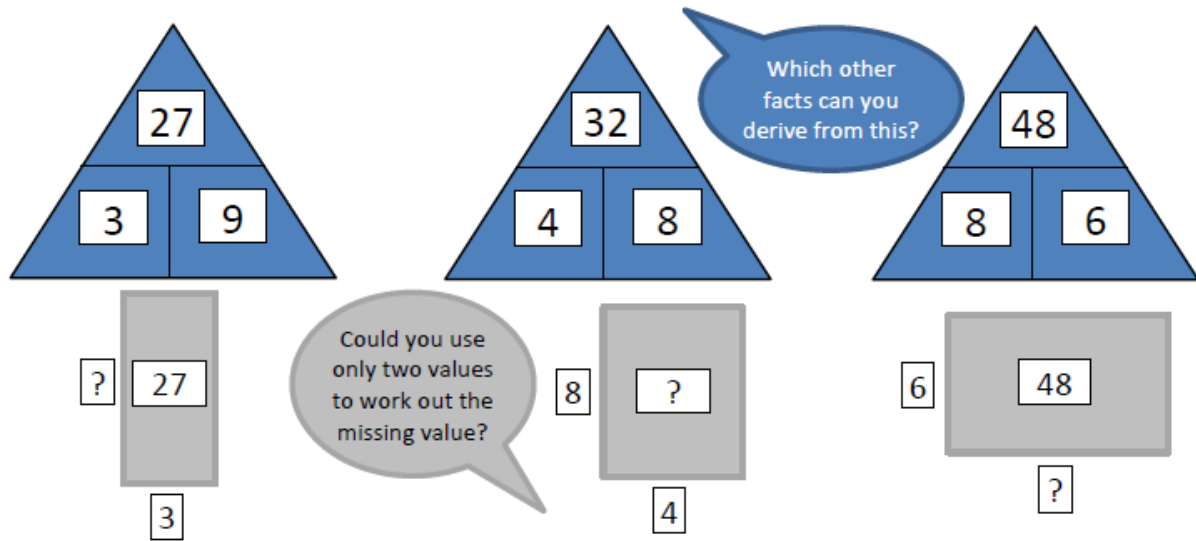 27
3 9
32
4 8
Which other
facts can you
derive from this?
48
8 6
?
27
3
Could you use
only two values
to work out the
missing value?
8
?
4
6
48
?